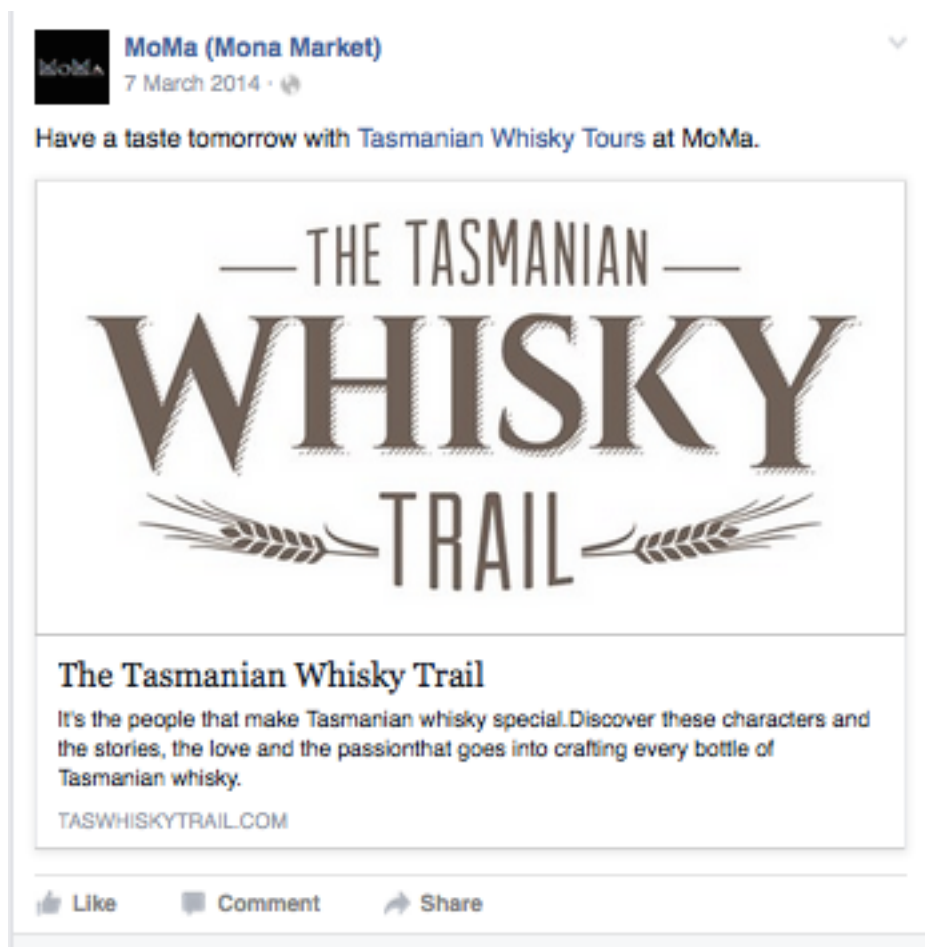 MoMa
MoMa (Mona Market)
7 March 2014 ·
Have a taste tomorrow with Tasmanian Whisky Tours at MoMa.
THE TASMANIAN
WHISKY
TRAIL
The Tasmanian Whisky Trail
It's the people that make Tasmanian whisky special.Discover these characters and
the stories, the love and the passionthat goes into crafting every bottle of
Tasmanian whisky.
TASWHISKYTRAIL.COM
Like Comment Share